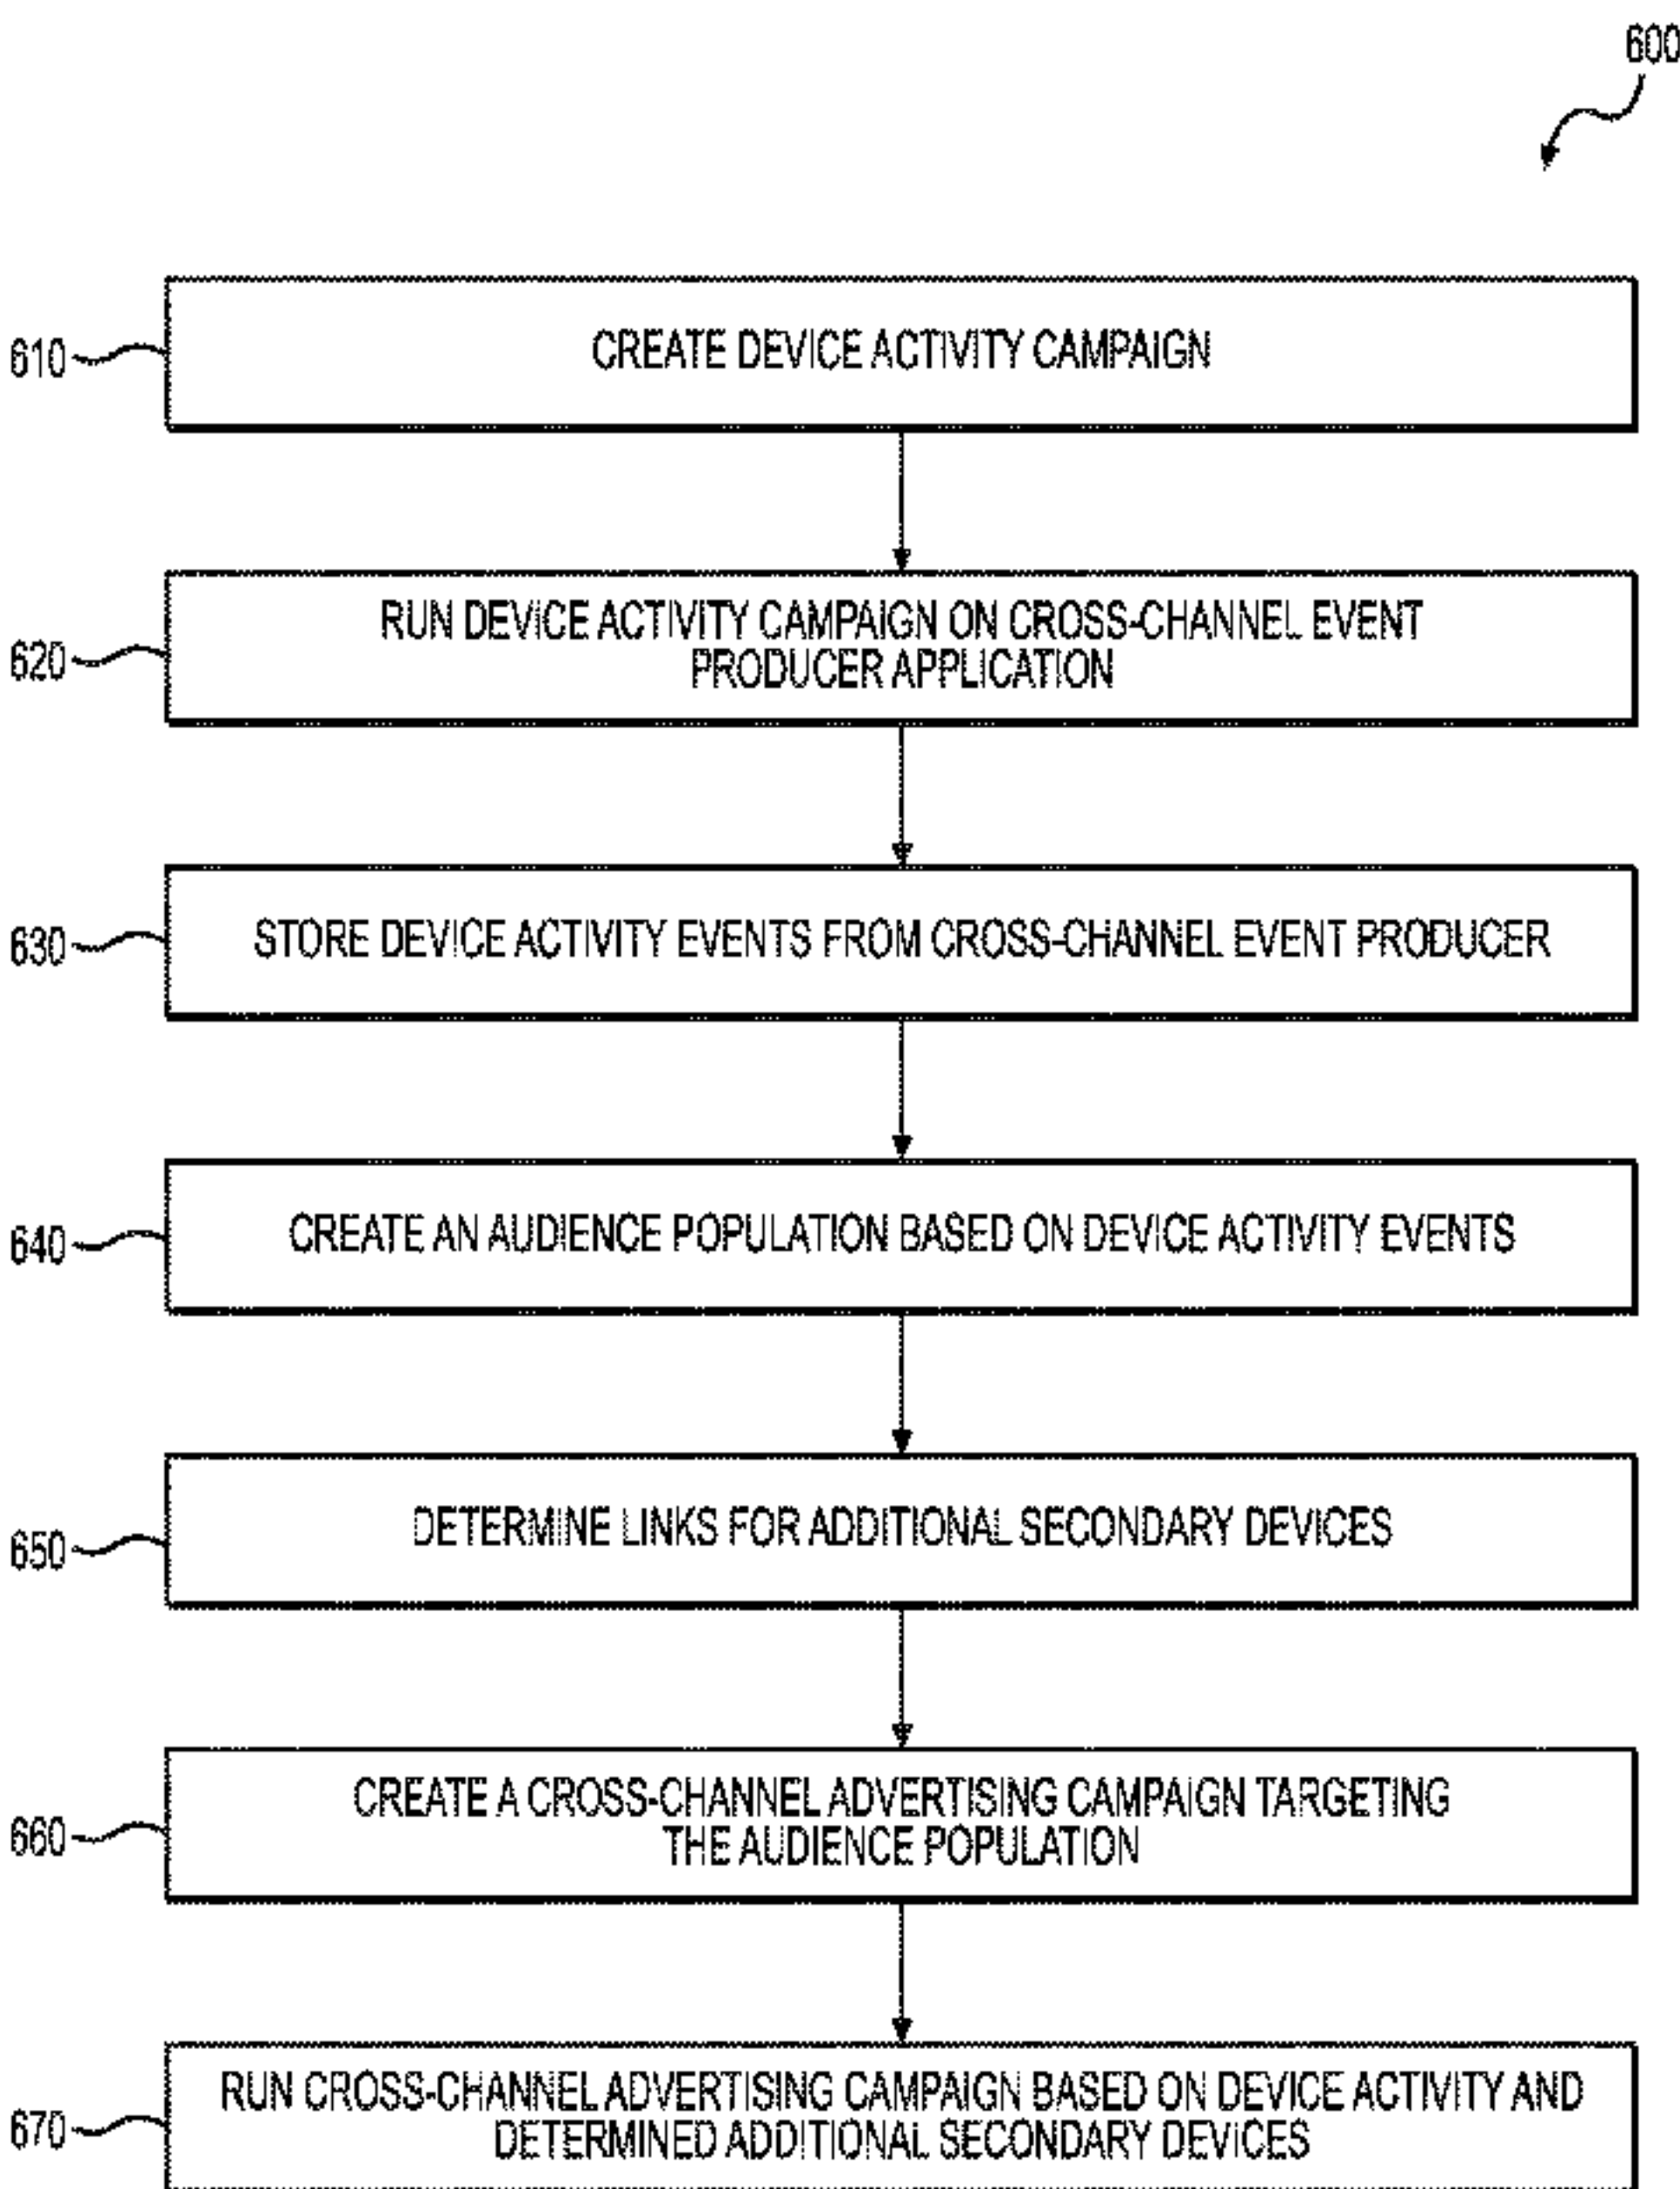 600
610
CREATE DEVICE ACTIVITY CAMPAIGN
620
RUN DEVICE ACTIVITY CAMPAIGN ON CROSS-CHANNEL EVENT
PRODUCER APPLICATION
630
STORE DEVICE ACTIVITY EVENTS FROM CROSS-CHANNEL EVENT PRODUCER
640
CREATE AN AUDIENCE POPULATION BASED ON DEVICE ACTIVITY EVENTS
650
DETERMINE LINKS FOR ADDITIONAL SECONDARY DEVICES
660
CREATE A CROSS-CHANNEL ADVERTISING CAMPAIGN TARGETING
THE AUDIENCE POPULATION
670
RUN CROSS-CHANNEL ADVERTISING CAMPAIGN BASED ON DEVICE ACTIVITY AND
DETERMINED ADDITIONAL SECONDARY DEVICES